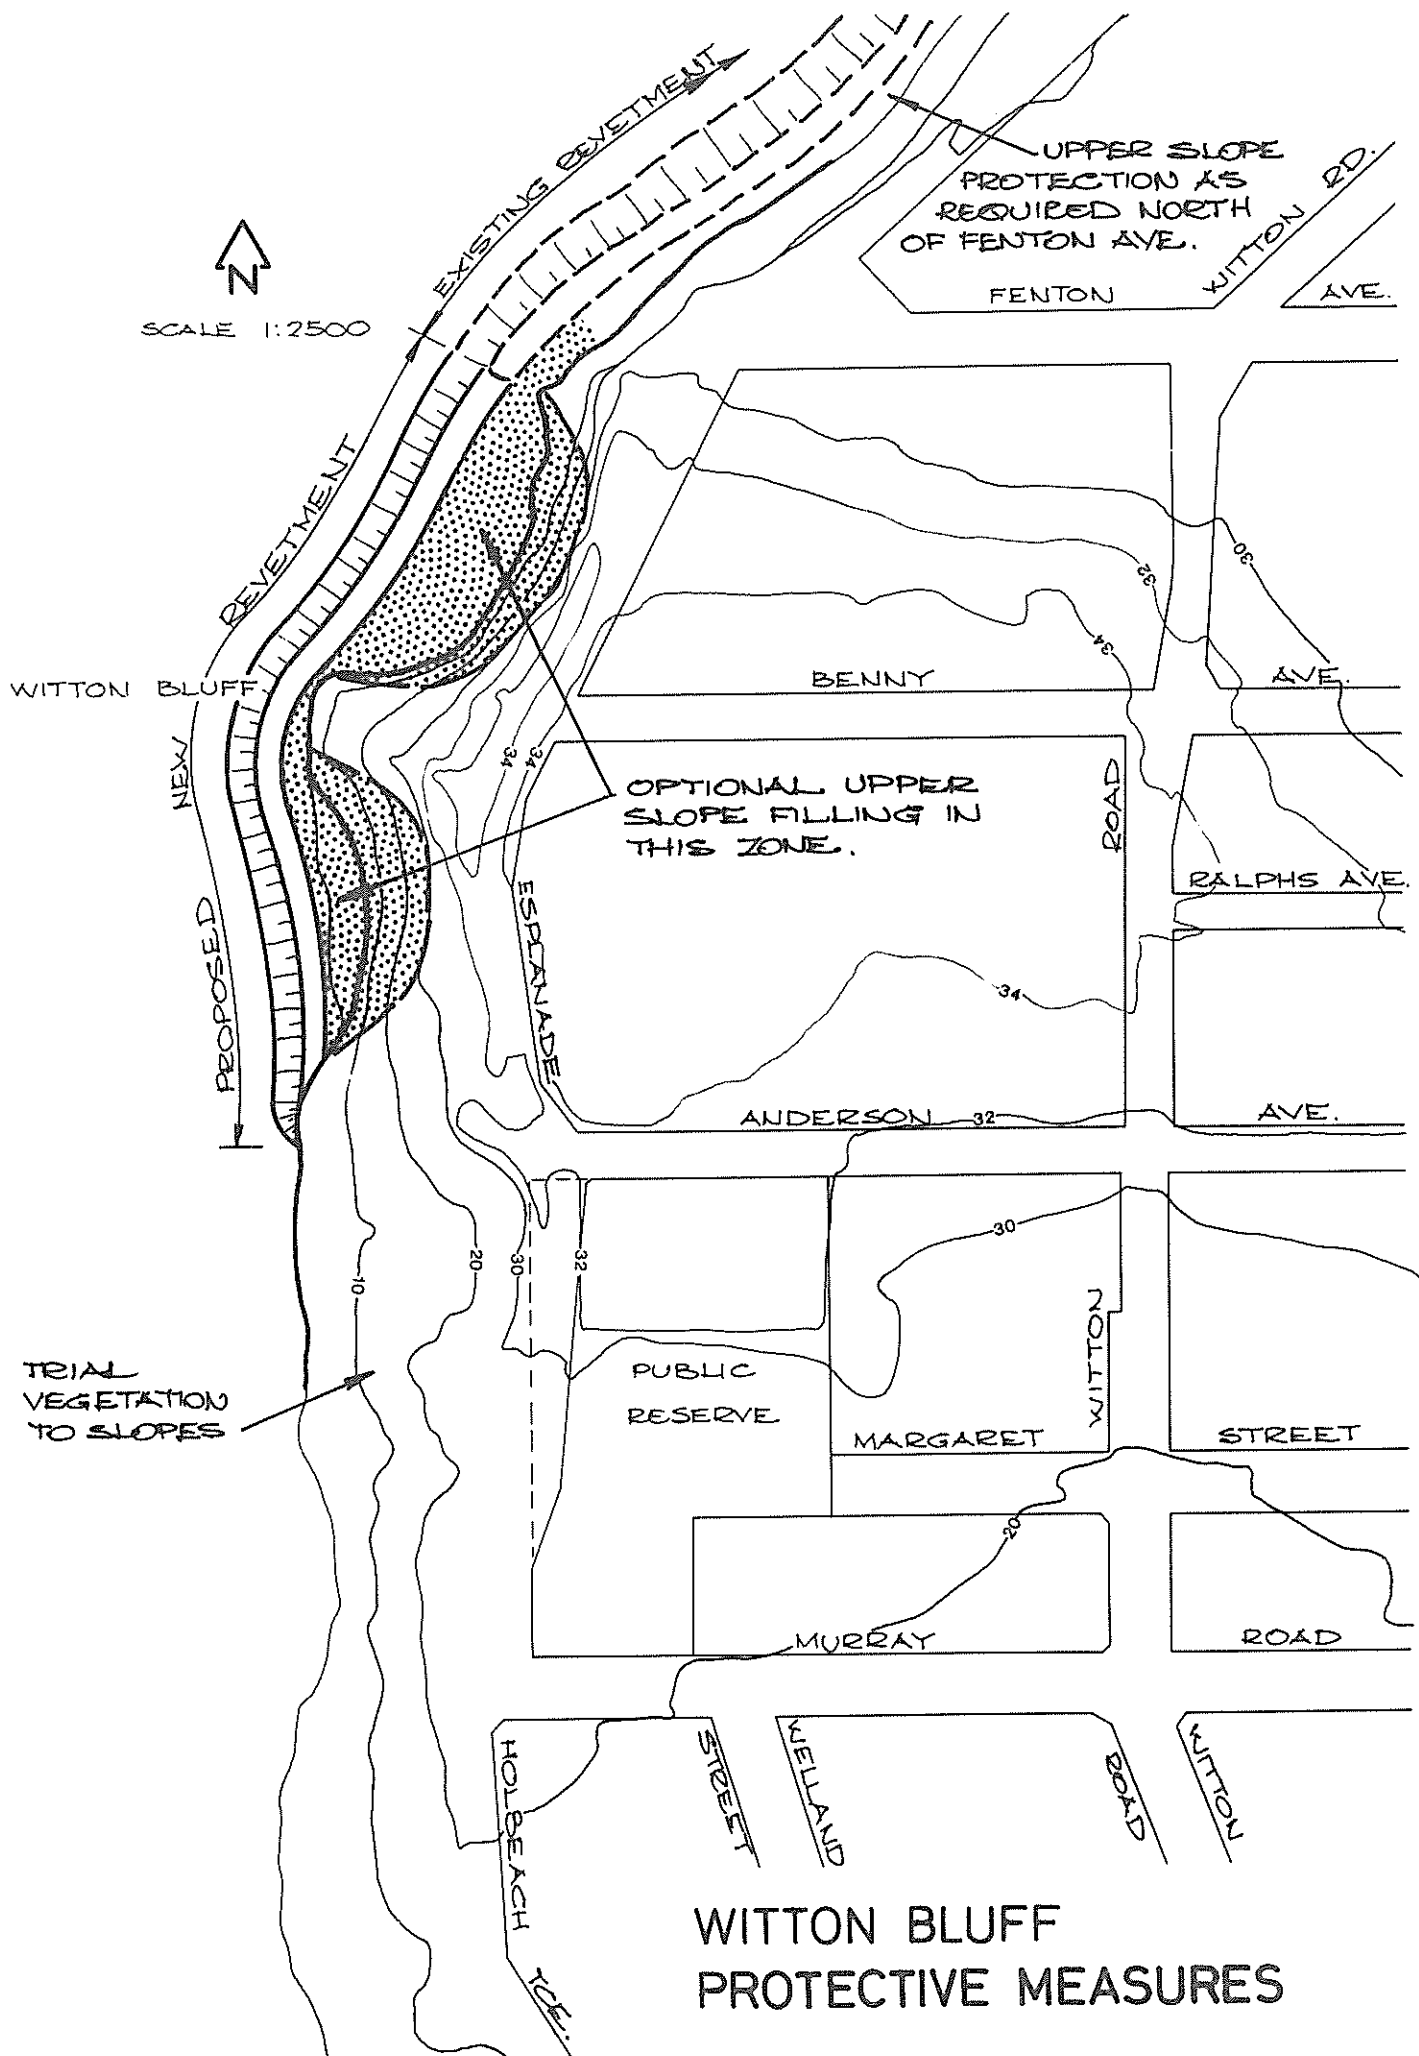 EXISTING REVETMENT
UPPER SLOPE
PROTECTION AS
REQUIRED NORTH
OF FENTON AVE.
WITTON RD.
N
SCALE 1:2500
FENTON
AVE.
PROPOSED NEW REVETMENT
30
32
34
WITTON BLUFF
BENNY
AVE.
34
34
OPTIONAL UPPER
SLOPE FILLING IN
THIS ZONE.
ROAD
RALPHS AVE.
ESPLANADE
34
ANDERSON
32
AVE.
10
20
30
32
30
TRIAL
VEGETATION
TO SLOPES
PUBLIC
RESERVE
WITTON
MARGARET
STREET
20
MURRAY
ROAD
HOLBEACH TCE.
STREET
WELLAND
ROAD
WITTON
WITTON BLUFF
PROTECTIVE MEASURES